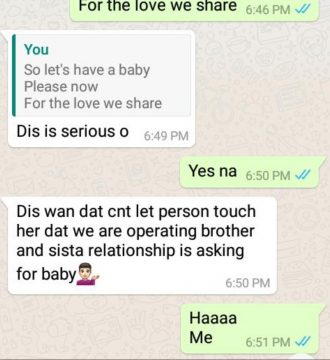 For the love we share 6:46 PM
You
So let's have a baby
Please now
For the love we share
Dis is serious o 6:49 PM
Yes na 6:50 PM
Dis wan dat cnt let person touch
her dat we are operating brother
and sista relationship is asking
for baby💁🏻‍♂️
6:50 PM
Haaaa
Me 6:51 PM